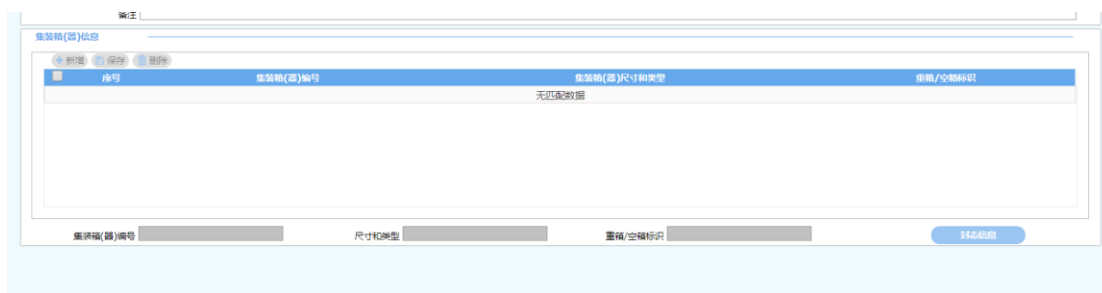 备注
集装箱(器)信息
新增 保存 删除
序号 集装箱(器)编号 集装箱(器)尺寸和类型 重箱/空箱标识
无匹配数据
集装箱(器)编号 尺寸和类型 重箱/空箱标识 封志信息